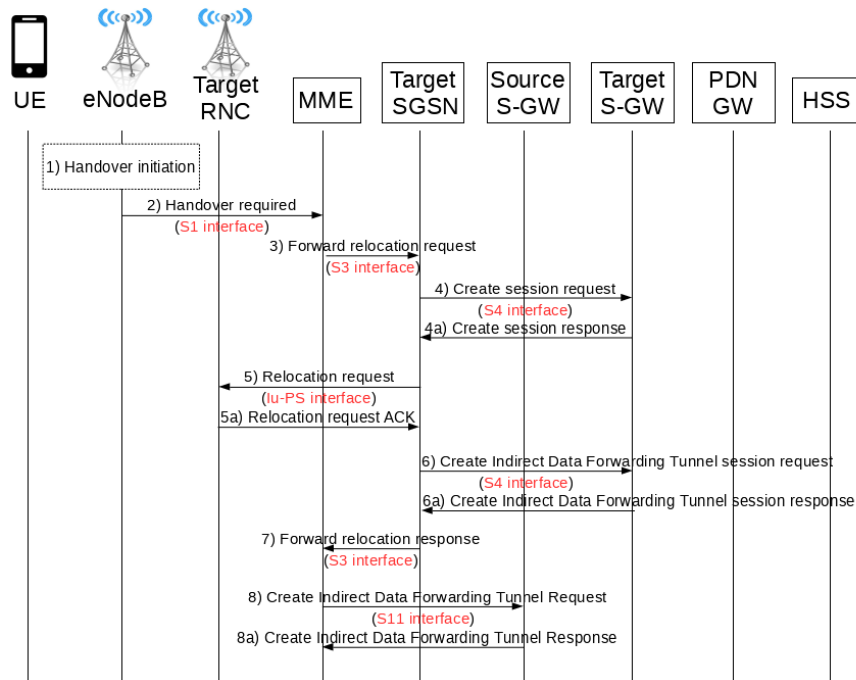 UE
eNodeB
Target
RNC
MME
Target
SGSN
Source
S-GW
Target
S-GW
PDN
GW
HSS
1) Handover initiation
2) Handover required
(S1 interface)
3) Forward relocation request
(S3 interface)
4) Create session request
(S4 interface)
4a) Create session response
5) Relocation request
(Iu-PS interface)
5a) Relocation request ACK
6) Create Indirect Data Forwarding Tunnel session request
(S4 interface)
6a) Create Indirect Data Forwarding Tunnel session response
7) Forward relocation response
(S3 interface)
8) Create Indirect Data Forwarding Tunnel Request
(S11 interface)
8a) Create Indirect Data Forwarding Tunnel Response